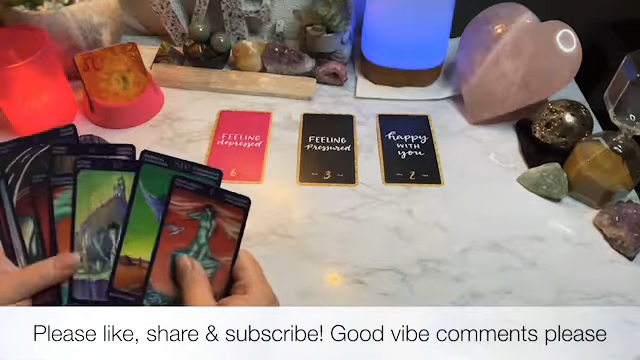 FEELING
depressed
6
FEELING
Pressured
- 3 -
happy
WITH
you
- 2 -
Please like, share & subscribe! Good vibe comments please